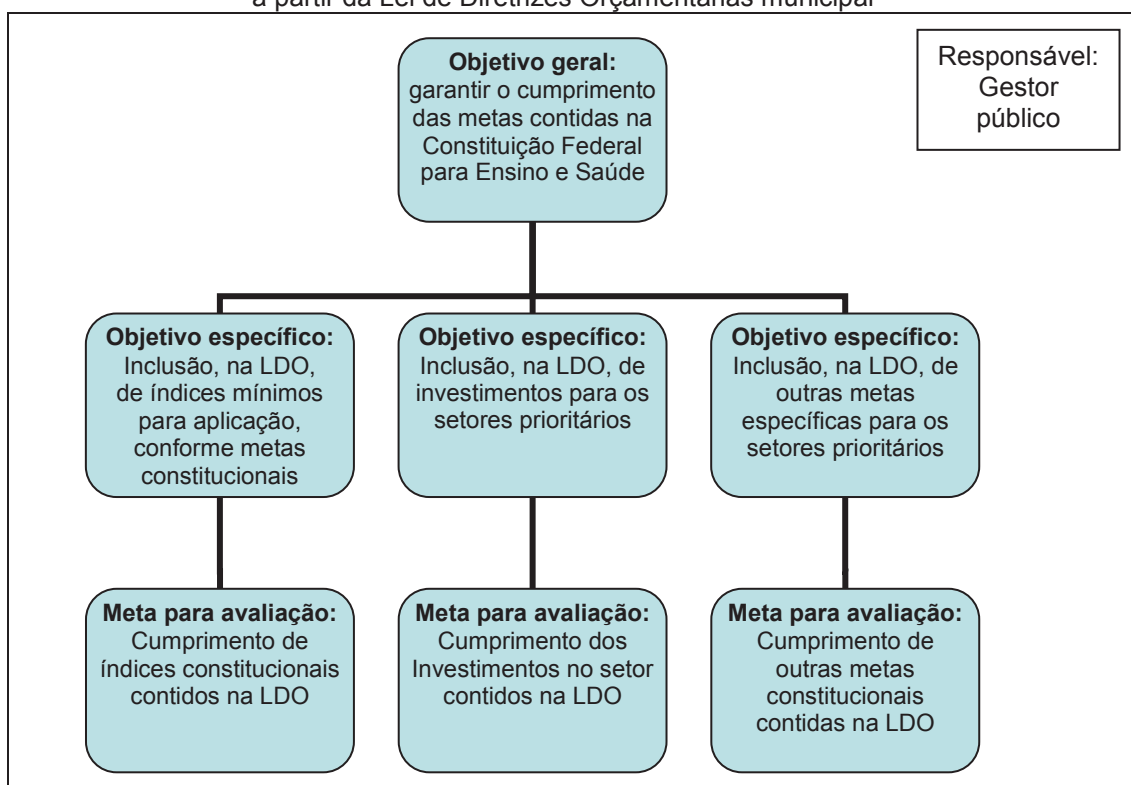 a partir da Lei de Diretrizes Orçamentárias municipal
Objetivo geral:
garantir o cumprimento
das metas contidas na
Constituição Federal
para Ensino e Saúde
Responsável:
Gestor
público
Objetivo específico:
Inclusão, na LDO,
de índices mínimos
para aplicação,
conforme metas
constitucionais
Objetivo específico:
Inclusão, na LDO, de
investimentos para os
setores prioritários
Objetivo específico:
Inclusão, na LDO, de
outras metas
específicas para os
setores prioritários
Meta para avaliação:
Cumprimento de
índices constitucionais
contidos na LDO
Meta para avaliação:
Cumprimento dos
Investimentos no setor
contidos na LDO
Meta para avaliação:
Cumprimento de
outras metas
constitucionais
contidas na LDO